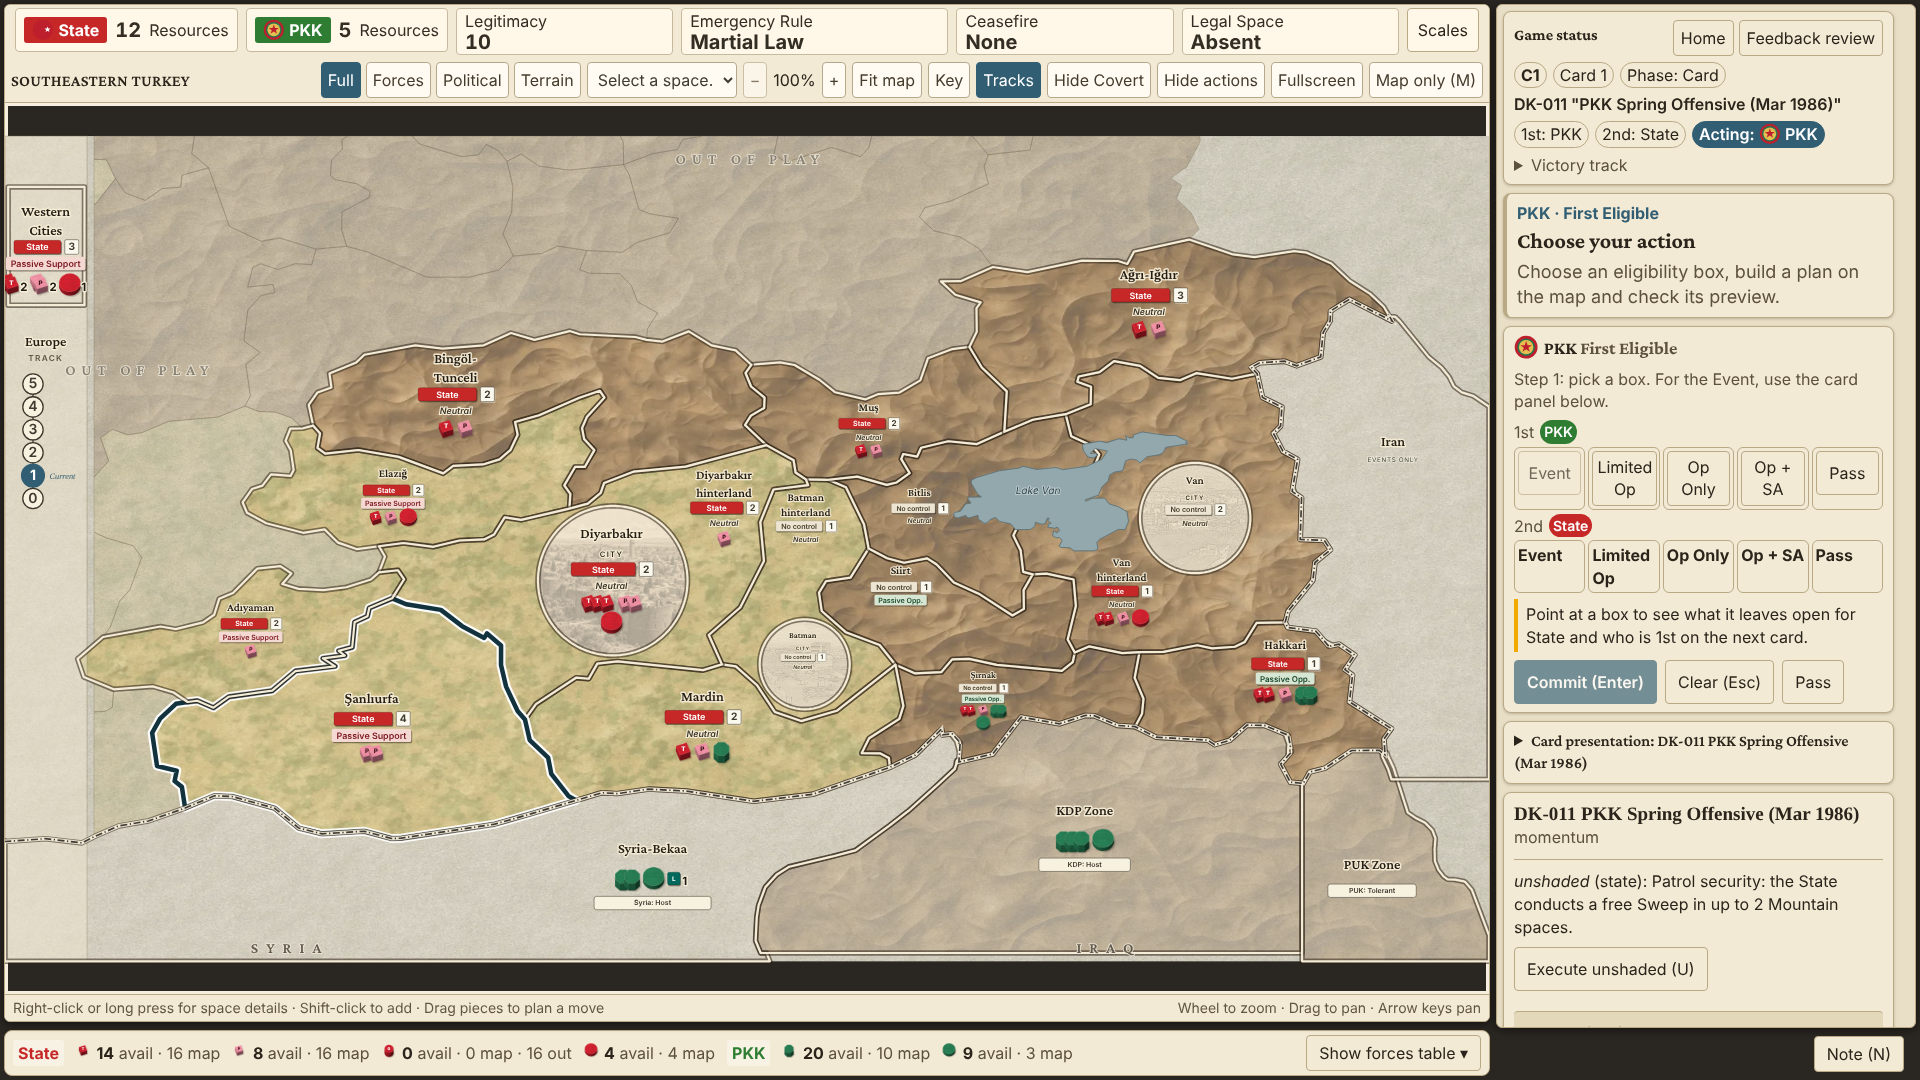 State 12 Resources
PKK 5 Resources
Legitimacy
10
Emergency Rule
Martial Law
Ceasefire
None
Legal Space
Absent
Scales
SOUTHEASTERN TURKEY
Full
Forces
Political
Terrain
Select a space.
−
100%
+
Fit map
Key
Tracks
Hide Covert
Hide actions
Fullscreen
Map only (M)
OUT OF PLAY
Western
Cities
State 3
Passive Support
T 2 P 2 1
Europe
TRACK
OUT OF PLAY
5
4
3
2
1 Current
0
Ağrı-Iğdır
State 3
Neutral
T P
Bingöl-
Tunceli
State 2
Neutral
T P
Muş
State 2
Neutral
T P
Iran
EVENTS ONLY
Elazığ
State 2
Passive Support
T P
Diyarbakır
hinterland
State 2
Neutral
P
Batman
hinterland
No control 1
Neutral
Bitlis
No control 1
Neutral
Lake Van
Van
CITY
No control 2
Neutral
Diyarbakır
CITY
State 2
Neutral
T T T P P
Siirt
No control 1
Passive Opp.
Van
hinterland
State 1
Neutral
T T P
Adıyaman
State 2
Passive Support
P
Batman
CITY
No control 1
Neutral
Hakkari
State 1
Passive Opp.
T T P
Şırnak
No control 1
Passive Opp.
T T P
Şanlıurfa
State 4
Passive Support
P P
Mardin
State 2
Neutral
T P
KDP Zone
KDP: Host
Syria-Bekaa
L 1
Syria: Host
PUK Zone
PUK: Tolerant
SYRIA
IRAQ
Right-click or long press for space details · Shift-click to add · Drag pieces to plan a move
Wheel to zoom · Drag to pan · Arrow keys pan
State 14 avail · 16 map 8 avail · 16 map 0 avail · 0 map · 16 out 4 avail · 4 map PKK 20 avail · 10 map 9 avail · 3 map
Show forces table ▾
Game status
Home
Feedback review
C1
Card 1
Phase: Card
DK-011 "PKK Spring Offensive (Mar 1986)"
1st: PKK
2nd: State
Acting: PKK
▶ Victory track
PKK · First Eligible
Choose your action
Choose an eligibility box, build a plan on
the map and check its preview.
PKK First Eligible
Step 1: pick a box. For the Event, use the card
panel below.
1st PKK
Event
Limited
Op
Op
Only
Op +
SA
Pass
2nd State
Event
Limited
Op
Op Only
Op + SA
Pass
Point at a box to see what it leaves open for
State and who is 1st on the next card.
Commit (Enter)
Clear (Esc)
Pass
▶ Card presentation: DK-011 PKK Spring Offensive
(Mar 1986)
DK-011 PKK Spring Offensive (Mar 1986)
momentum
unshaded (state): Patrol security: the State
conducts a free Sweep in up to 2 Mountain
spaces.
Execute unshaded (U)
Note (N)